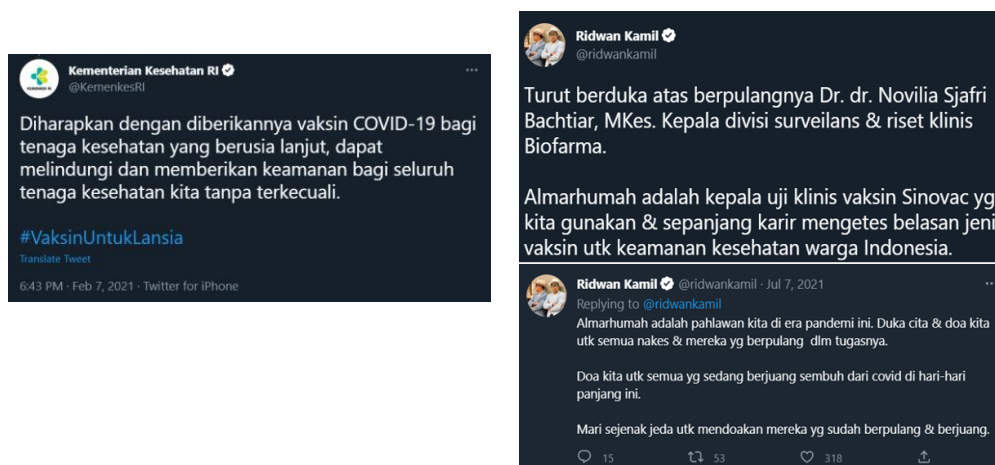 Kementerian Kesehatan RI
@KemenkesRI
Diharapkan dengan diberikannya vaksin COVID-19 bagi
tenaga kesehatan yang berusia lanjut, dapat
melindungi dan memberikan keamanan bagi seluruh
tenaga kesehatan kita tanpa terkecuali.
#VaksinUntukLansia
Translate Tweet
6:43 PM · Feb 7, 2021 · Twitter for iPhone
Ridwan Kamil
@ridwankamil
Turut berduka atas berpulangnya Dr. dr. Novilia Sjafri
Bachtiar, MKes. Kepala divisi surveilans & riset klinis
Biofarma.
Almarhumah adalah kepala uji klinis vaksin Sinovac yg
kita gunakan & sepanjang karir mengetes belasan jeni
vaksin utk keamanan kesehatan warga Indonesia.
Ridwan Kamil @ridwankamil · Jul 7, 2021
Replying to @ridwankamil
Almarhumah adalah pahlawan kita di era pandemi ini. Duka cita & doa kita
utk semua nakes & mereka yg berpulang dlm tugasnya.
Doa kita utk semua yg sedang berjuang sembuh dari covid di hari-hari
panjang ini.
Mari sejenak jeda utk mendoakan mereka yg sudah berpulang & berjuang.
15 53 318